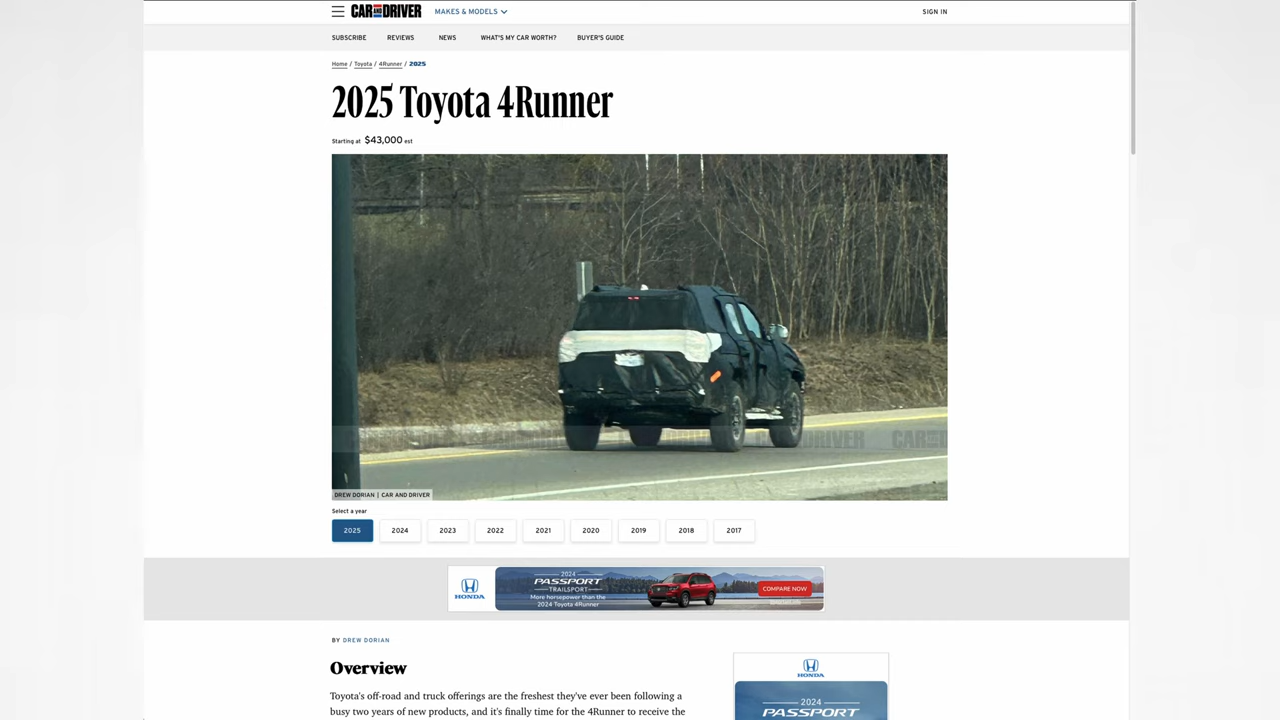 CAR AND DRIVER
MAKES & MODELS
SIGN IN
SUBSCRIBE
REVIEWS
NEWS
WHAT'S MY CAR WORTH?
BUYER'S GUIDE
Home / Toyota / 4Runner / 2025
2025 Toyota 4Runner
Starting at $43,000 est
CAR AND DRIVER
DREW DORIAN | CAR AND DRIVER
Select a year
2025
2024
2023
2022
2021
2020
2019
2018
2017
HONDA
2024
PASSPORT
TRAILSPORT
More horsepower than the
2024 Toyota 4Runner
COMPARE NOW
BY DREW DORIAN
Overview
Toyota's off-road and truck offerings are the freshest they've ever been following a
busy two years of new products, and it's finally time for the 4Runner to receive the
HONDA
2024
PASSPORT